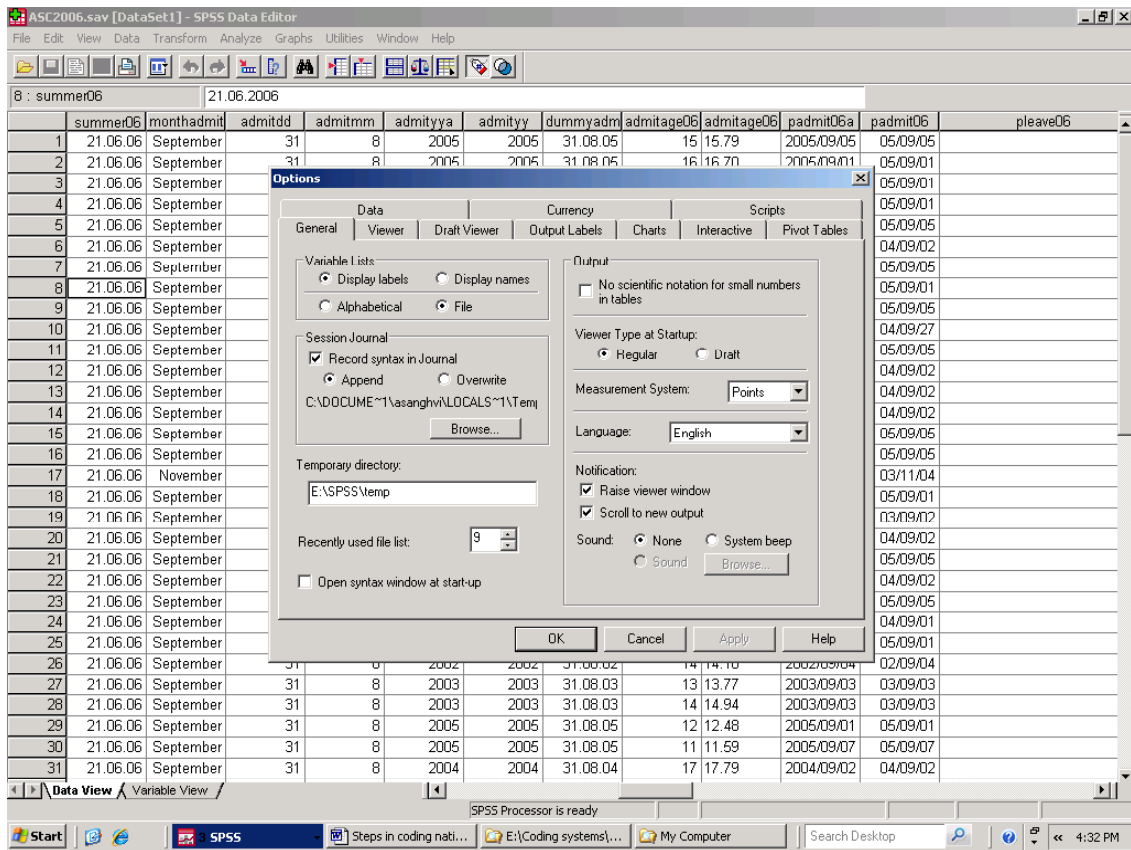 ASC2006.sav [DataSet1] - SPSS Data Editor
File Edit View Data Transform Analyze Graphs Utilities Window Help
8 : summer06 21.06.2006
summer06 monthadmit admitdd admitmm admityya admityy dummyadm admitage06 admitage06 padmit06a padmit06 pleave06
1 21.06.06 September 31 8 2005 2005 31.08.05 15 15.79 2005/09/05 05/09/05
2 21.06.06 September 31 8 2005 2005 31.08.05 16 16.70 2005/09/01 05/09/01
3 21.06.06 September 05/09/01
4 21.06.06 September 05/09/01
5 21.06.06 September 05/09/05
6 21.06.06 September 04/09/02
7 21.06.06 September 05/09/05
8 21.06.06 September 05/09/01
9 21.06.06 September 05/09/05
10 21.06.06 September 04/09/27
11 21.06.06 September 05/09/05
12 21.06.06 September 04/09/02
13 21.06.06 September 04/09/02
14 21.06.06 September 04/09/02
15 21.06.06 September 05/09/05
16 21.06.06 September 05/09/05
17 21.06.06 November 03/11/04
18 21.06.06 September 05/09/01
19 21.06.06 September 03/09/02
20 21.06.06 September 04/09/02
21 21.06.06 September 05/09/05
22 21.06.06 September 04/09/02
23 21.06.06 September 05/09/05
24 21.06.06 September 04/09/01
25 21.06.06 September 05/09/01
26 21.06.06 September 31 8 2002 2002 31.08.02 14 14.10 2002/09/04 02/09/04
27 21.06.06 September 31 8 2003 2003 31.08.03 13 13.77 2003/09/03 03/09/03
28 21.06.06 September 31 8 2003 2003 31.08.03 14 14.94 2003/09/03 03/09/03
29 21.06.06 September 31 8 2005 2005 31.08.05 12 12.48 2005/09/01 05/09/01
30 21.06.06 September 31 8 2005 2005 31.08.05 11 11.59 2005/09/07 05/09/07
31 21.06.06 September 31 8 2004 2004 31.08.04 17 17.79 2004/09/02 04/09/02
Options
Data Currency Scripts
General Viewer Draft Viewer Output Labels Charts Interactive Pivot Tables
Variable Lists
Display labels Display names
Alphabetical File
Session Journal
Record syntax in Journal
Append Overwrite
C:\DOCUME~1\asanghvi\LOCALS~1\Temp
Browse...
Temporary directory:
E:\SPSS\temp
Recently used file list: 9
Open syntax window at start-up
Output
No scientific notation for small numbers
in tables
Viewer Type at Startup:
Regular Draft
Measurement System: Points
Language: English
Notification:
Raise viewer window
Scroll to new output
Sound: None System beep
Sound Browse...
OK Cancel Apply Help
Data View Variable View
SPSS Processor is ready
Start 3 SPSS Steps in coding nati... E:\Coding systems\... My Computer Search Desktop 4:32 PM